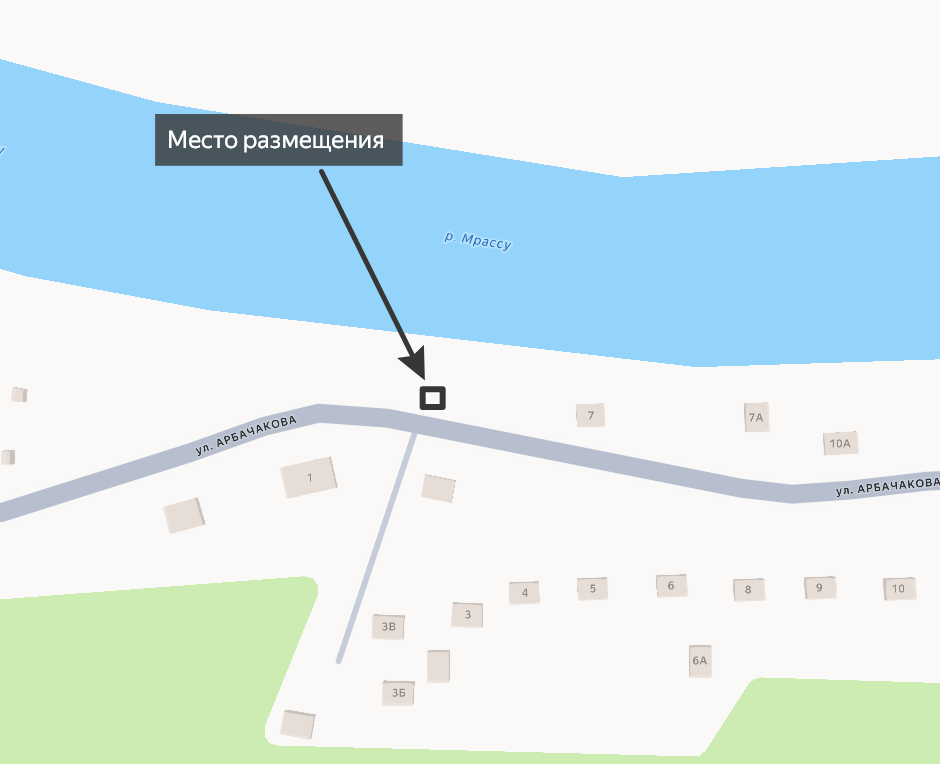 Место размещения
р. Мрассу
7
7А
10А
ул. АРБАЧАКОВА
1
ул. АРБАЧАКОВА
4
5
6
8
9
10
3
3В
6А
3Б